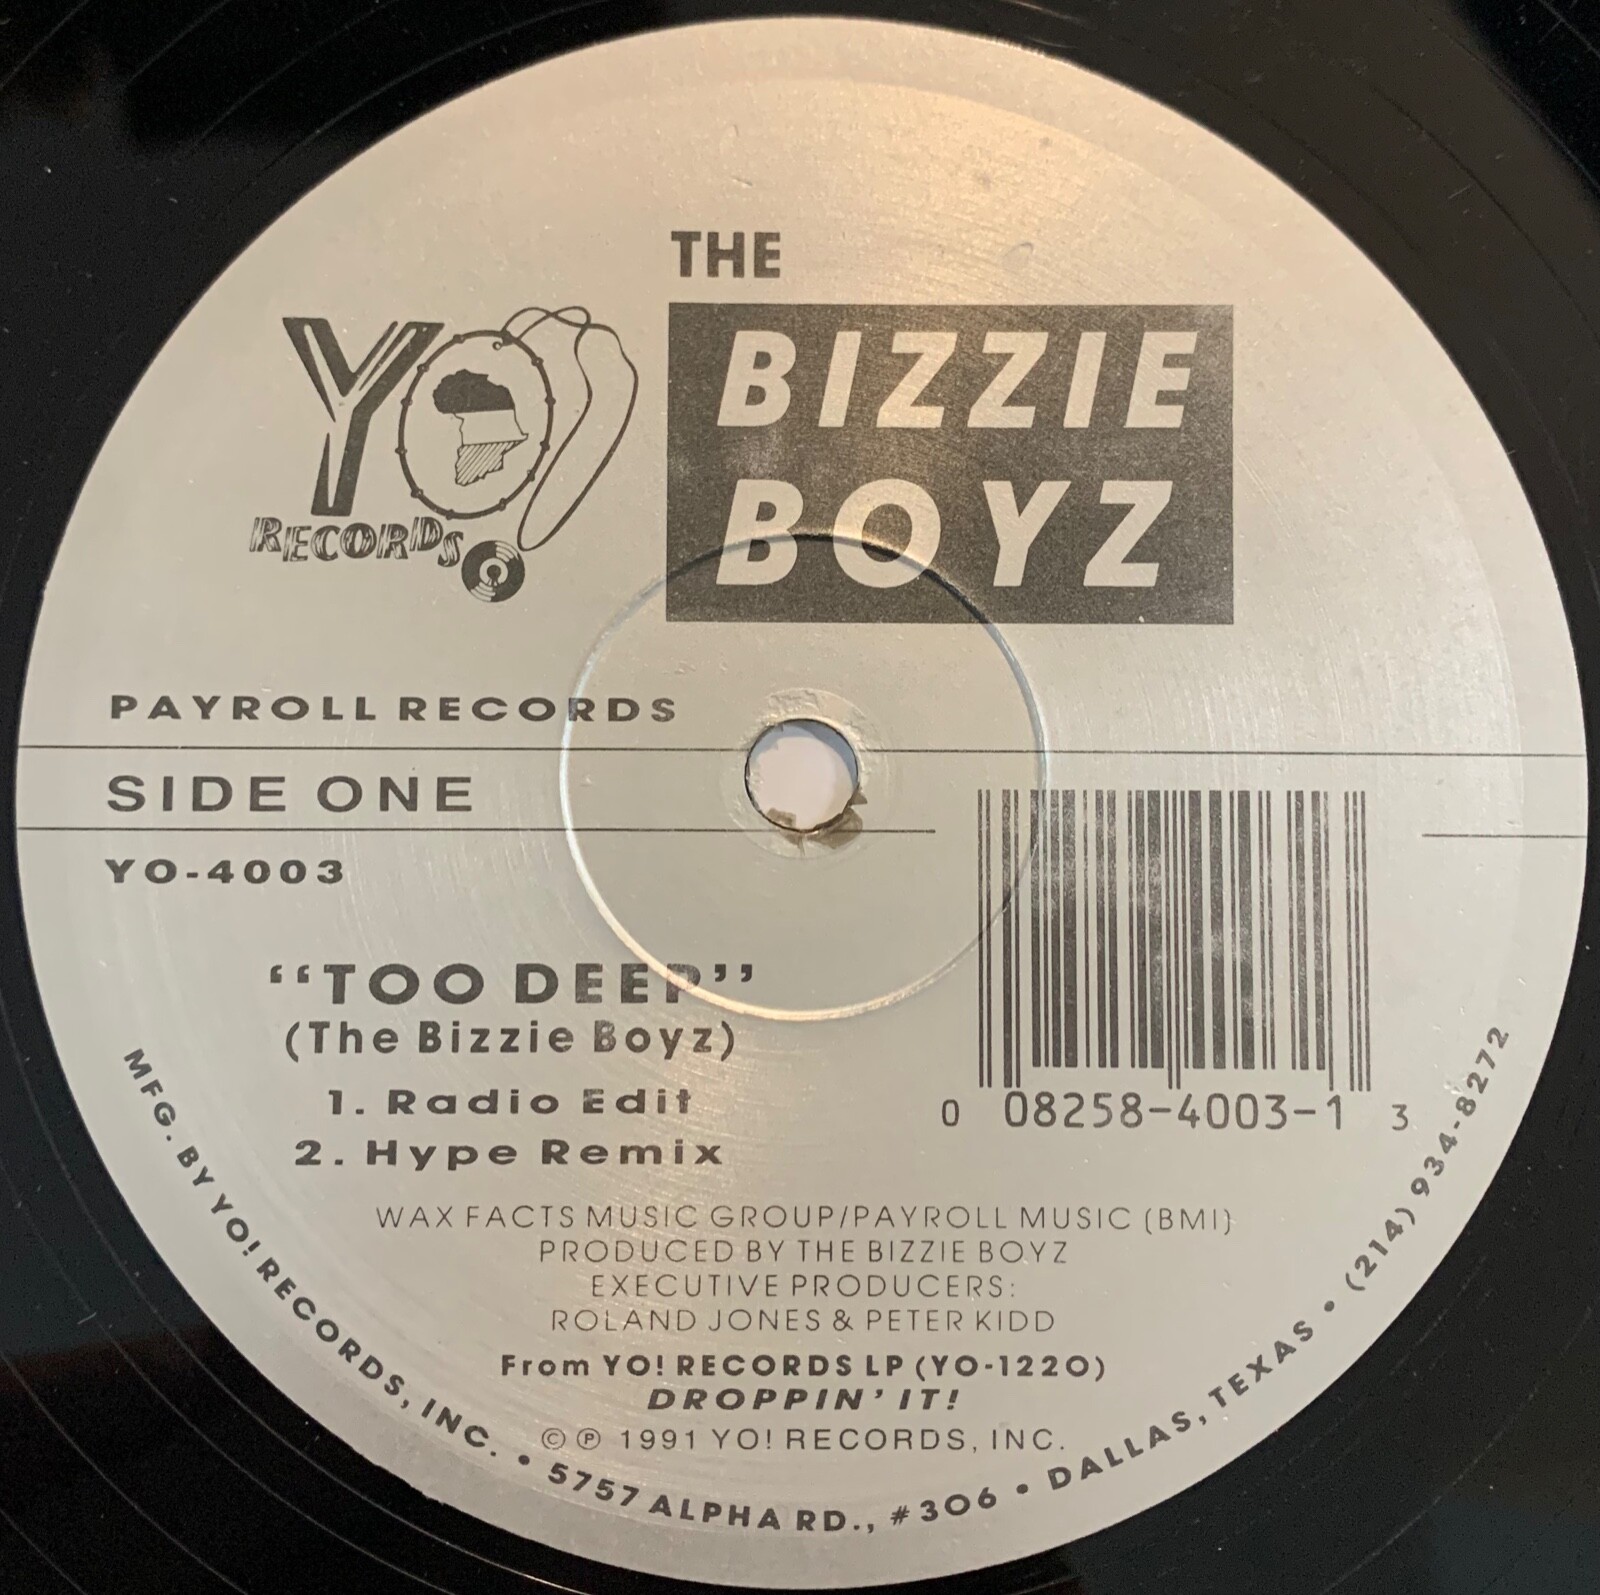 THE
BIZZIE
BOYZ
YO!
RECORDS
PAYROLL RECORDS
SIDE ONE
YO-4003
"TOO DEEP"
(The Bizzie Boyz)
1. Radio Edit
2. Hype Remix
0 08258-4003-1 3
WAX FACTS MUSIC GROUP/PAYROLL MUSIC (BMI)
PRODUCED BY THE BIZZIE BOYZ
EXECUTIVE PRODUCERS:
ROLAND JONES & PETER KIDD
From YO! RECORDS LP (YO-1220)
DROPPIN' IT!
© ℗ 1991 YO! RECORDS, INC.
MFG. BY YO! RECORDS, INC. • 5757 ALPHA RD., #306 • DALLAS, TEXAS • (214) 934-8272